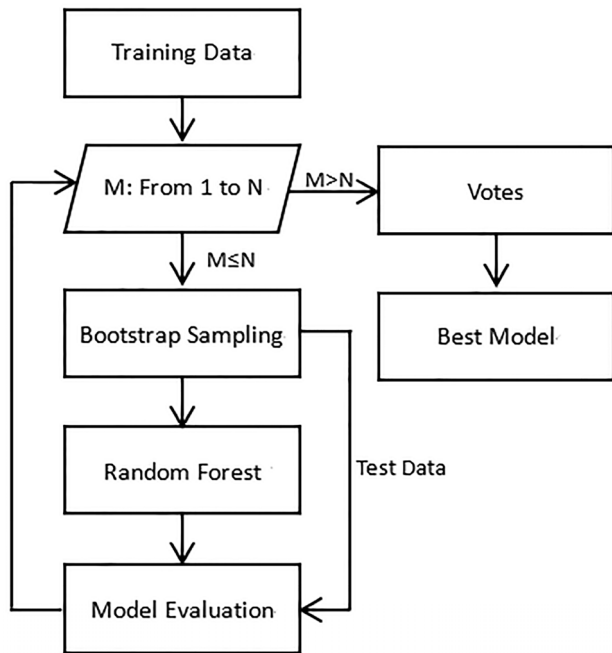 Training Data
M: From 1 to N
M>N
Votes
M≤N
Bootstrap Sampling
Best Model
Random Forest
Test Data
Model Evaluation